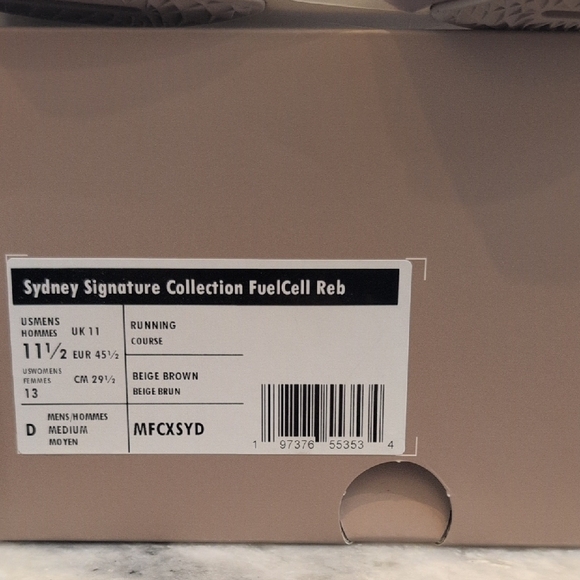 Sydney Signature Collection FuelCell Reb
USMENS
HOMMES UK 11
11½ EUR 45½
USWOMENS
FEMMES CM 29½
13
RUNNING
COURSE
BEIGE BROWN
BEIGE BRUN
D MENS/HOMMES
MEDIUM
MOYEN
MFCXSYD
1 97376 55353 4